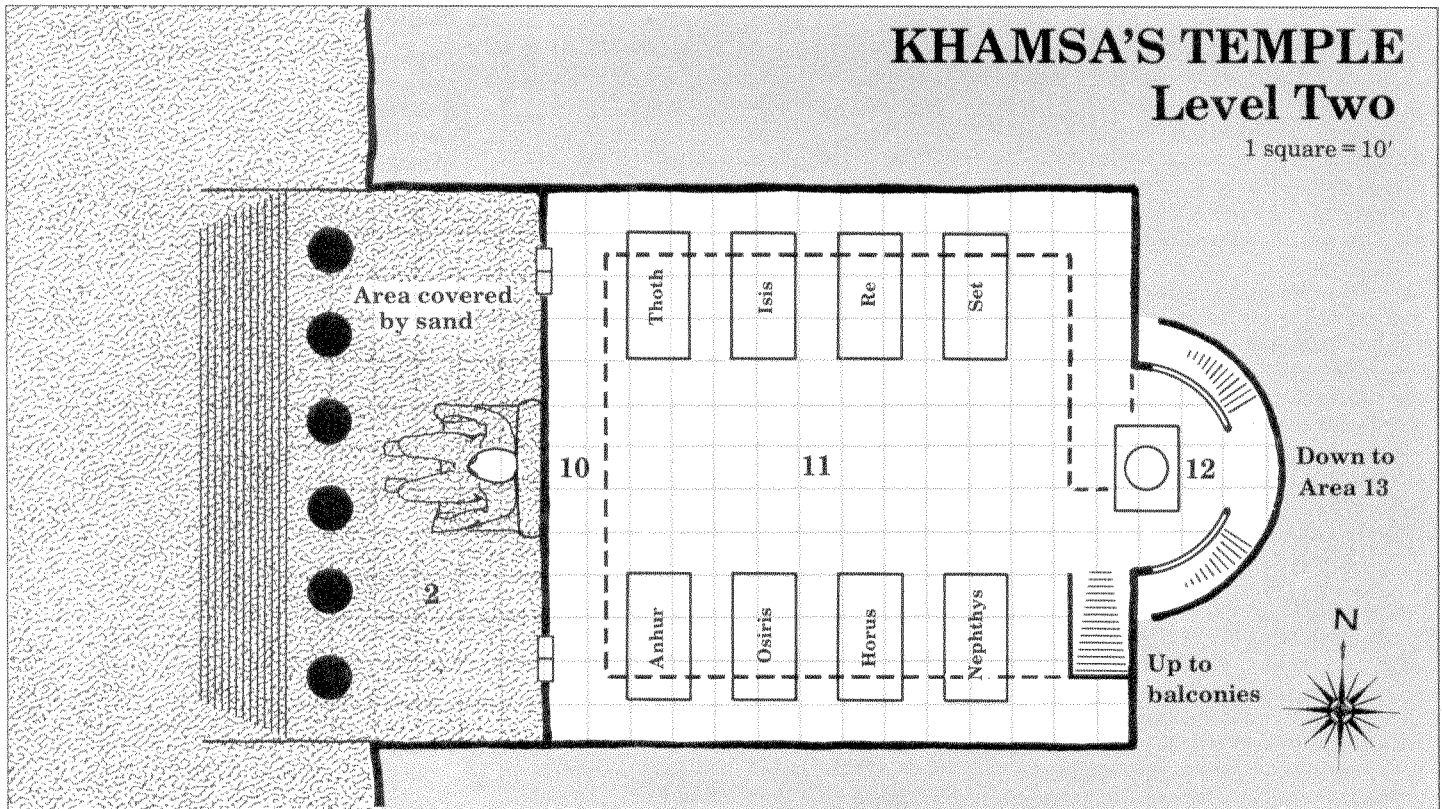 KHAMSA'S TEMPLE
Level Two
1 square = 10'
Area covered
by sand
Thoth
Isis
Re
Set
10
11
12
Down to
Area 13
2
Anhur
Osiris
Horus
Nephthys
N
Up to
balconies